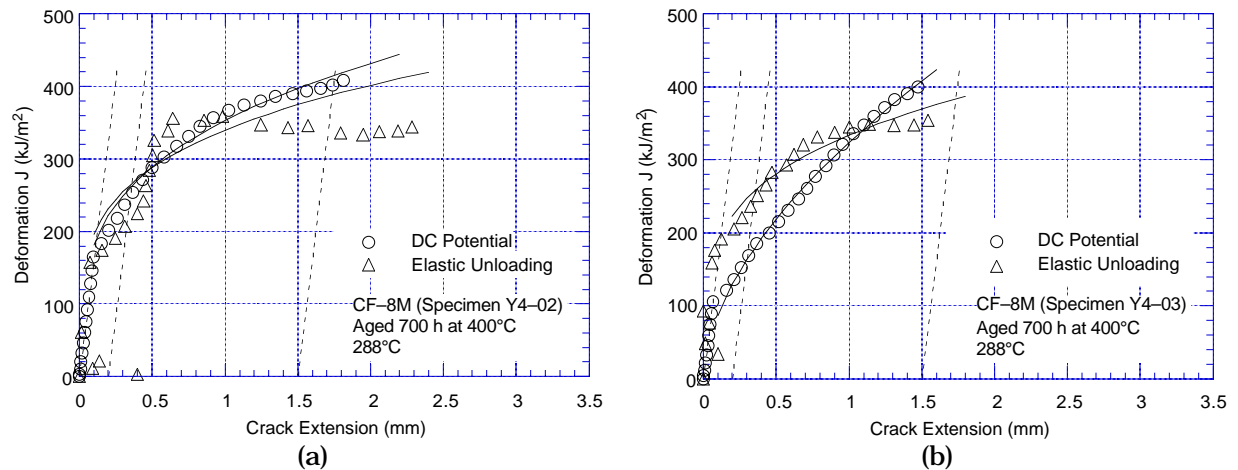 500
400
300
200
100
0
Deformation J (kJ/m²)
0 0.5 1 1.5 2 2.5 3 3.5
Crack Extension (mm)
DC Potential
Elastic Unloading
CF–8M (Specimen Y4–02)
Aged 700 h at 400°C
288°C
(a)
500
400
300
200
100
0
Deformation J (kJ/m²)
0 0.5 1 1.5 2 2.5 3 3.5
Crack Extension (mm)
DC Potential
Elastic Unloading
CF–8M (Specimen Y4–03)
Aged 700 h at 400°C
288°C
(b)